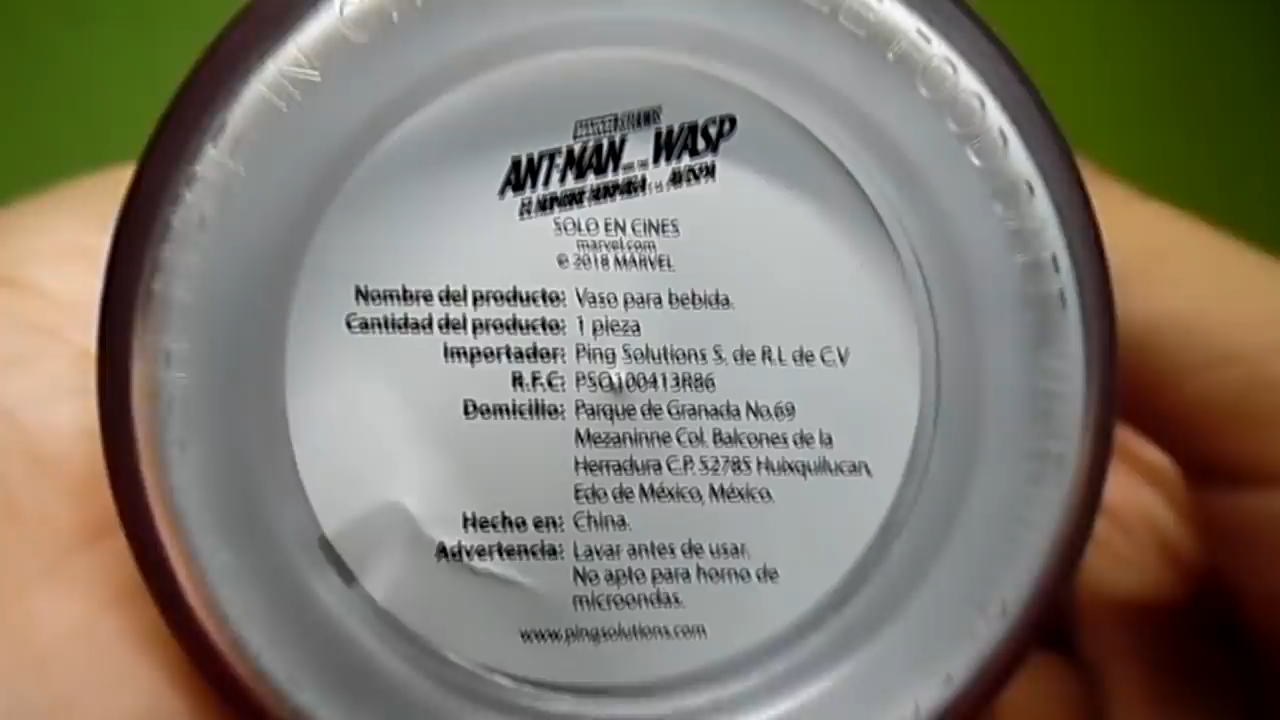 ANT-MAN AND THE WASP
SOLO EN CINES
marvel.com
© 2018 MARVEL
Nombre del producto: Vaso para bebida.
Cantidad del producto: 1 pieza
Importador: Ping Solutions S. de R.L de C.V
R.F.C: PSO100413R86
Domicilio: Parque de Granada No.69
Mezaninne Col. Balcones de la
Herradura C.P. 52785 Huixquilucan,
Edo de México, México.
Hecho en: China.
Advertencia: Lavar antes de usar.
No apto para horno de
microondas.
www.pingsolutions.com